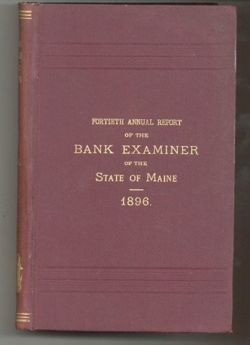 FORTIETH ANNUAL REPORT
OF THE
BANK EXAMINER
OF THE
STATE OF MAINE
1896.